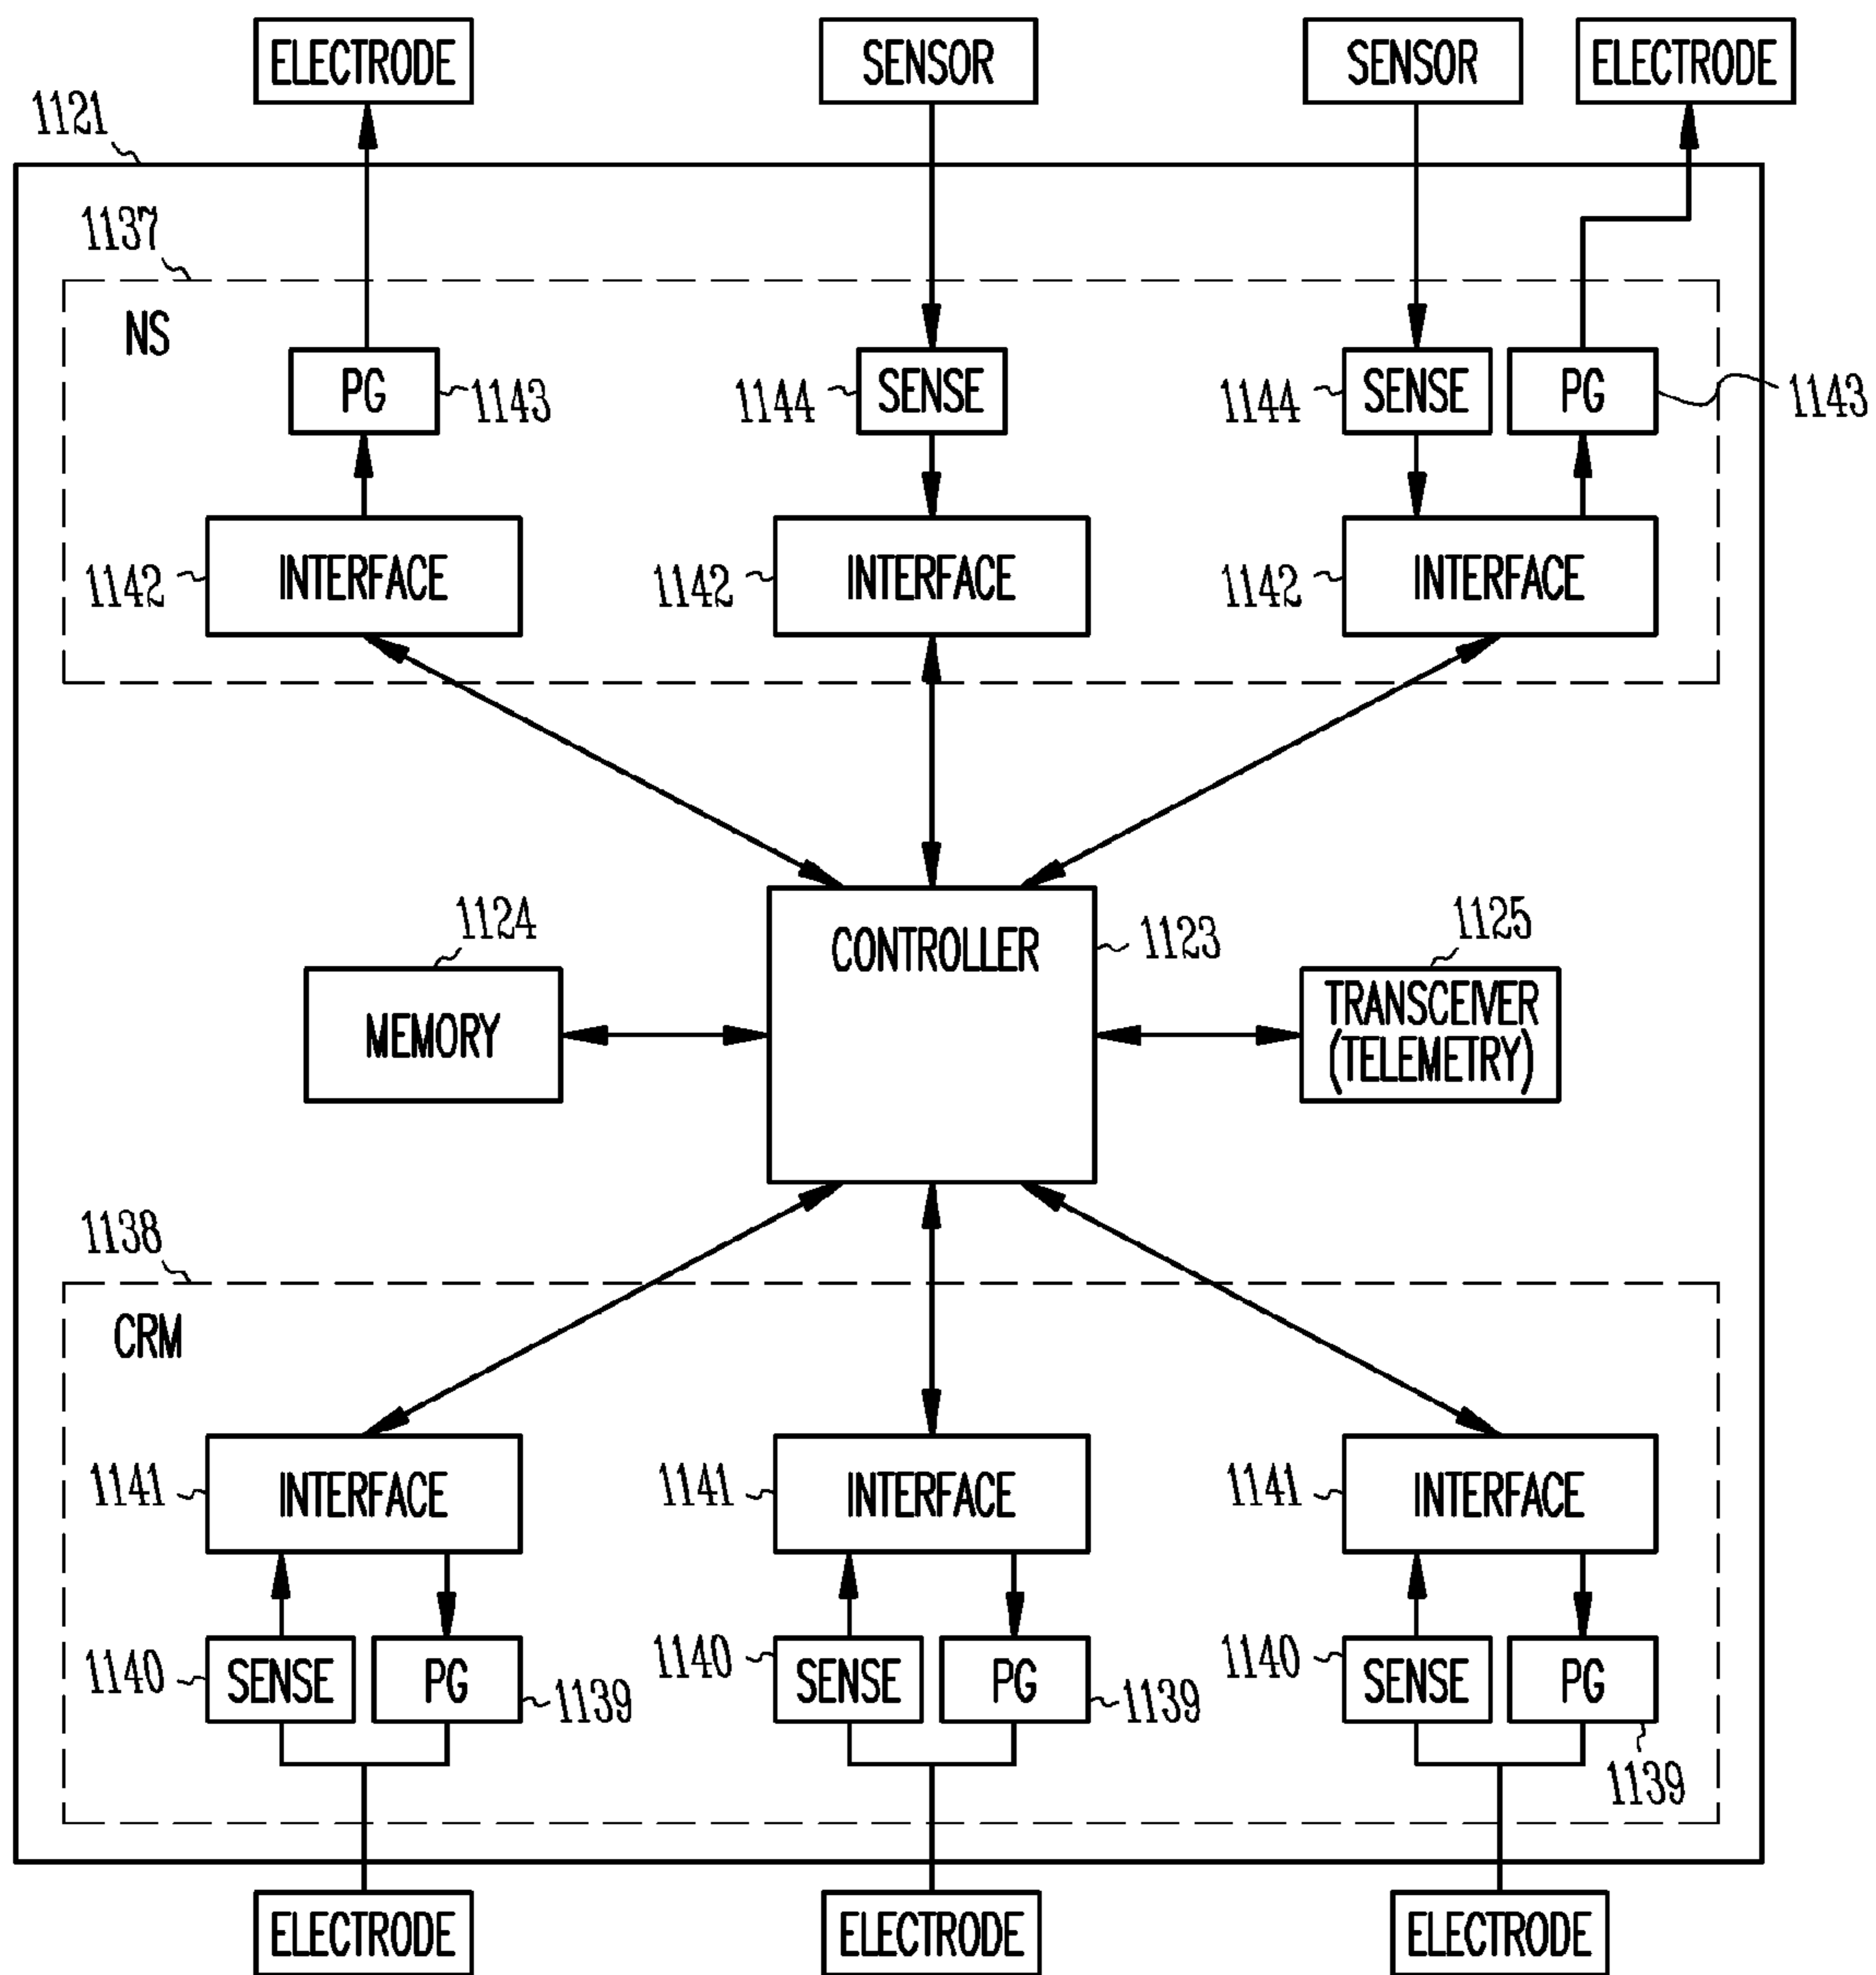 ELECTRODE
SENSOR
SENSOR
ELECTRODE
1121
1137
NS
PG
1143
1144
SENSE
1144
SENSE
PG
1143
1142
INTERFACE
1142
INTERFACE
1142
INTERFACE
1124
MEMORY
CONTROLLER
1123
1125
TRANSCEIVER
(TELEMETRY)
1138
CRM
1141
INTERFACE
1141
INTERFACE
1141
INTERFACE
1140
SENSE
PG
1139
1140
SENSE
PG
1139
1140
SENSE
PG
1139
ELECTRODE
ELECTRODE
ELECTRODE